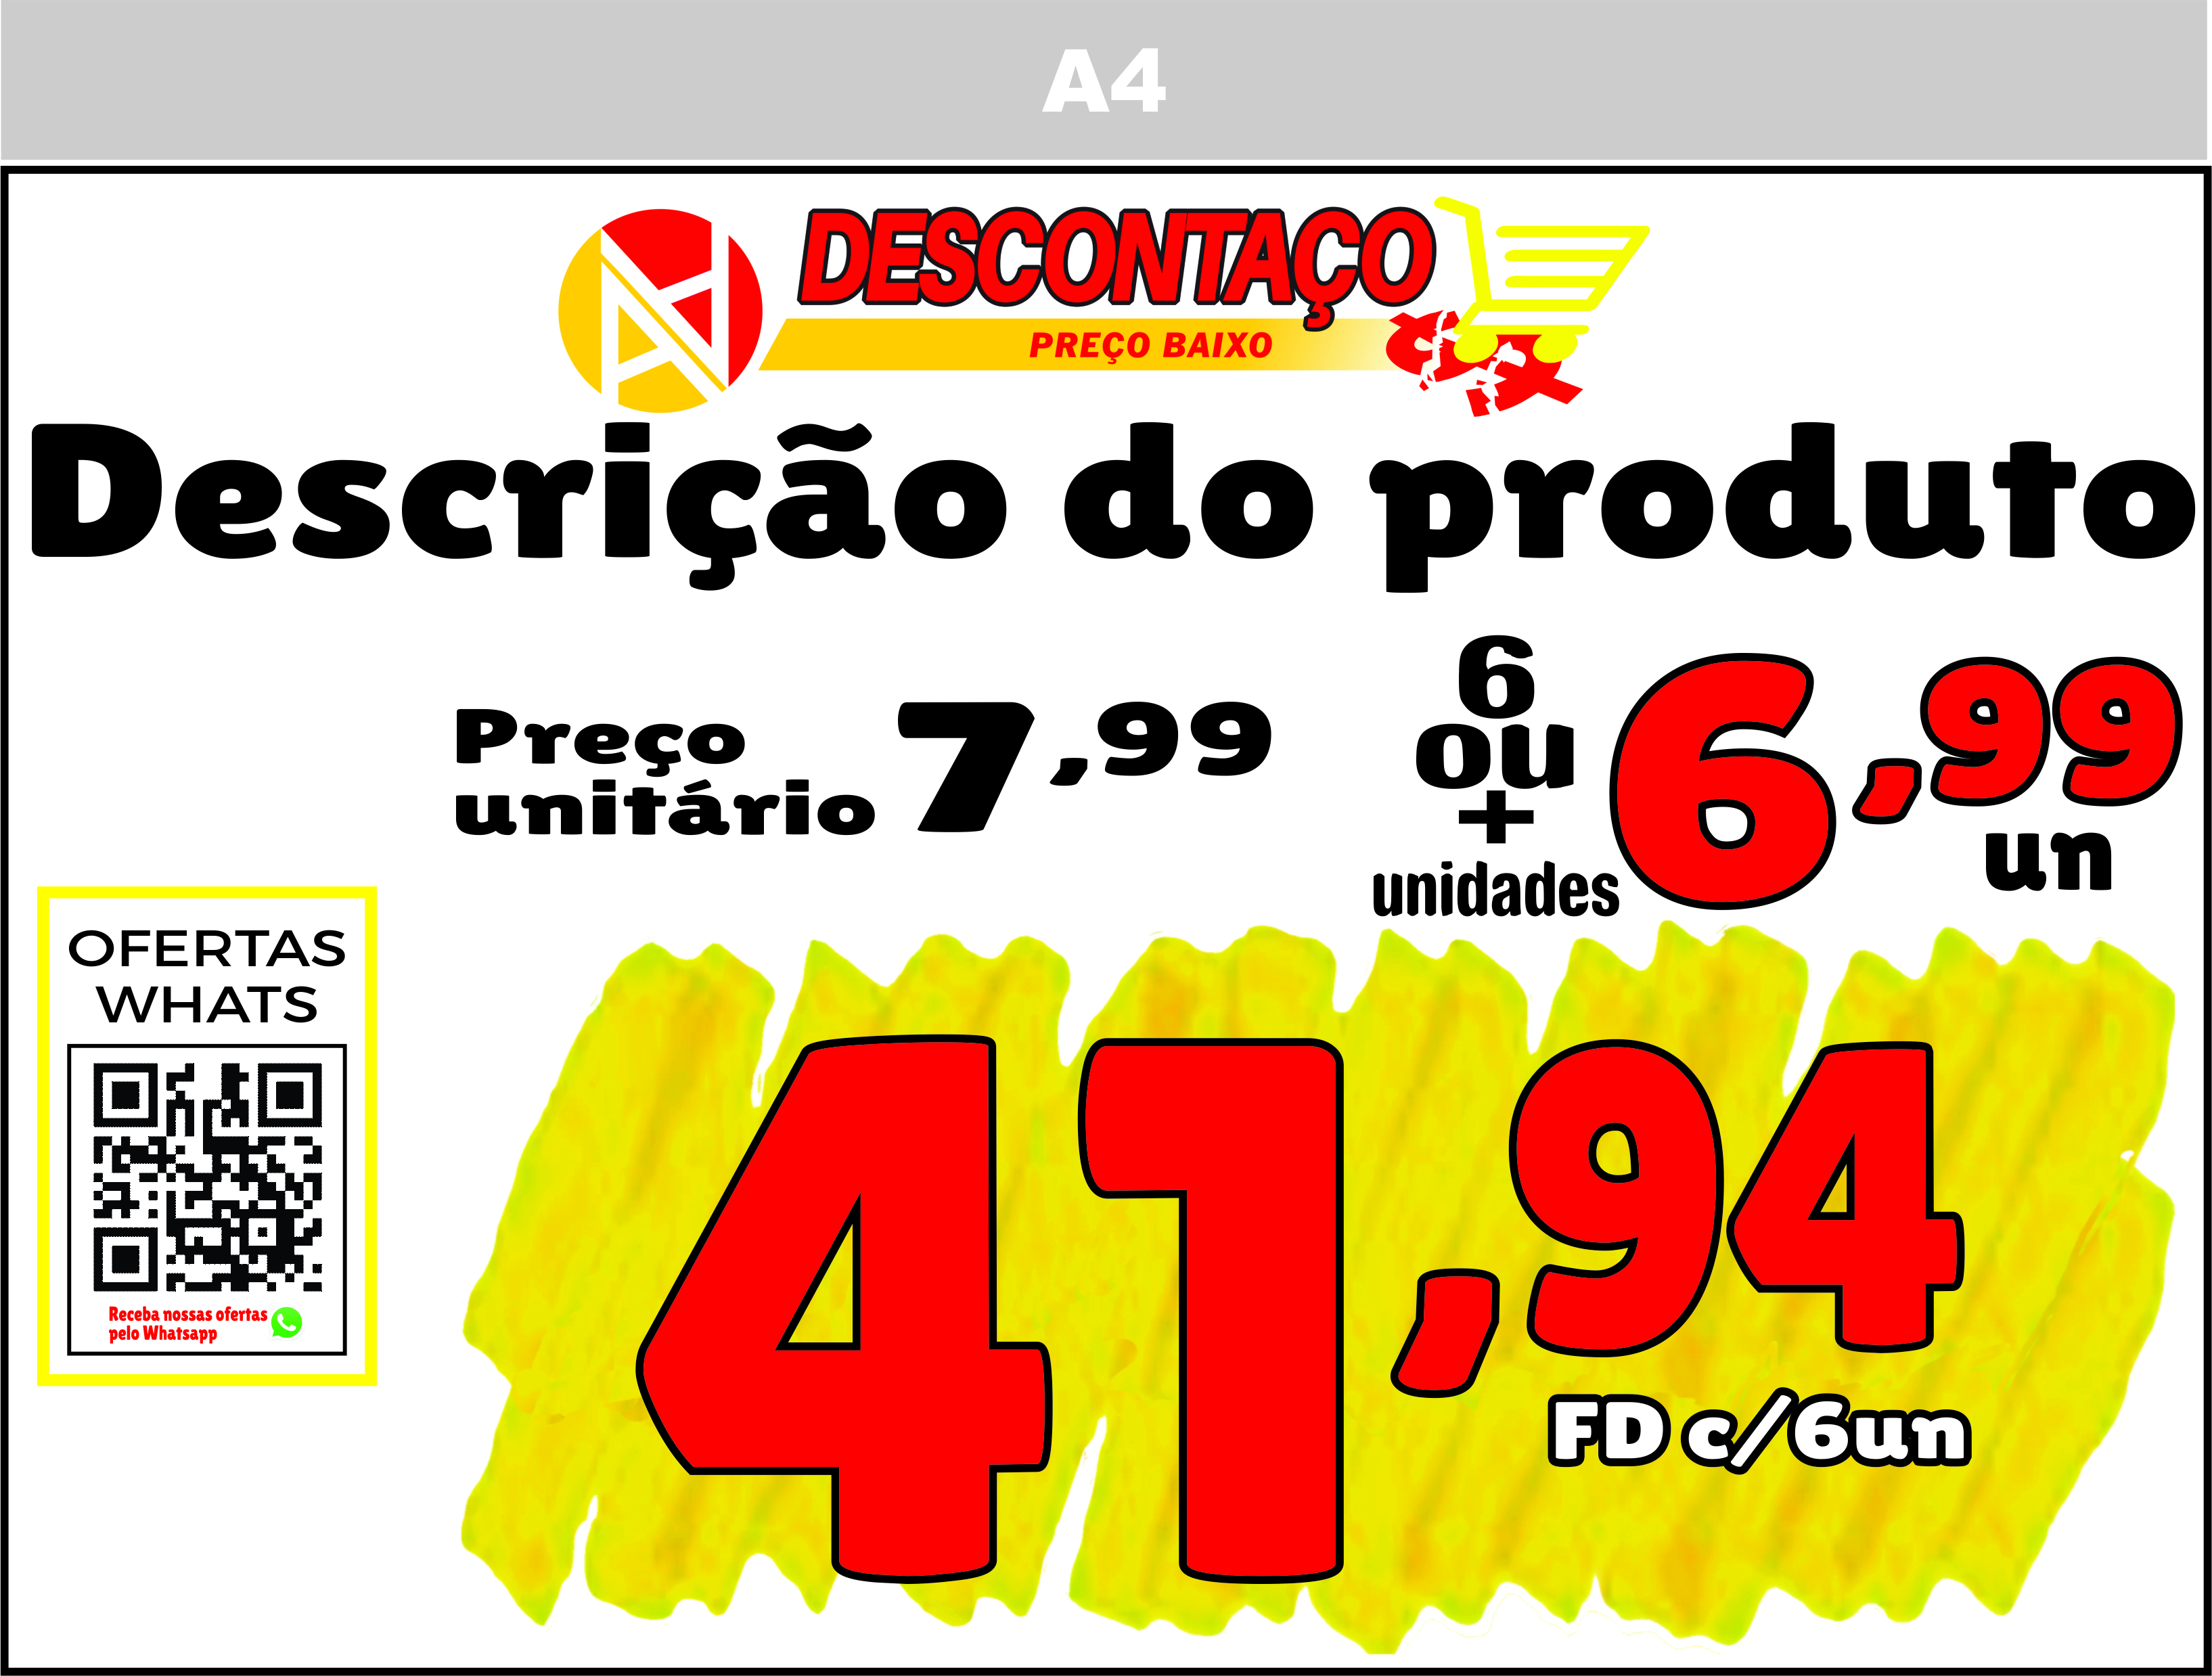 A4
DESCONTAÇO
PREÇO BAIXO
Descrição do produto
Preço
unitário 7,99
6
ou
+
unidades
6,99
un
OFERTAS
WHATS
Receba nossas ofertas
pelo Whatsapp
41,94
FD c/6un